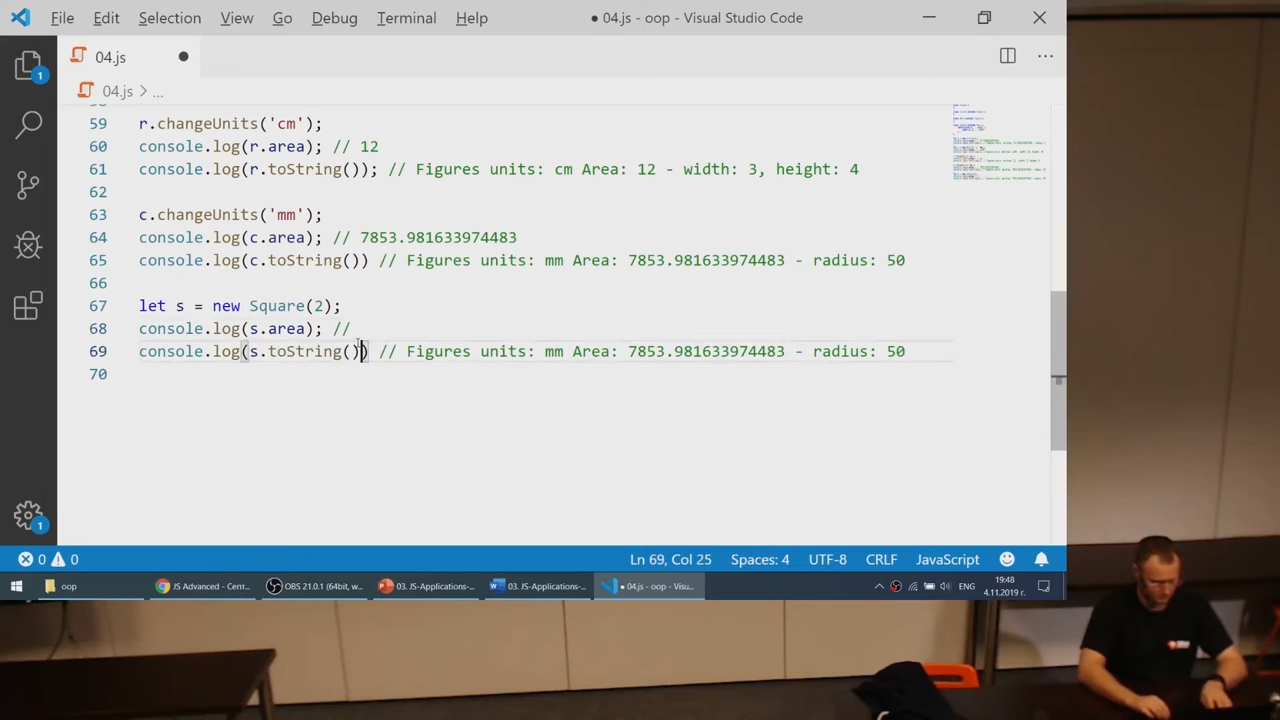 File Edit Selection View Go Debug Terminal Help ● 04.js - oop - Visual Studio Code
04.js ●
04.js > ...
59 r.changeUnits('cm');
60 console.log(r.area); // 12
61 console.log(r.toString()); // Figures units: cm Area: 12 - width: 3, height: 4
62
63 c.changeUnits('mm');
64 console.log(c.area); // 7853.981633974483
65 console.log(c.toString()) // Figures units: mm Area: 7853.981633974483 - radius: 50
66
67 let s = new Square(2);
68 console.log(s.area); //
69 console.log(s.toString()) // Figures units: mm Area: 7853.981633974483 - radius: 50
70
1
1
0 0 Ln 69, Col 25 Spaces: 4 UTF-8 CRLF JavaScript
oop JS Advanced - Септ... OBS 21.0.1 (64bit, w... 03. JS-Applications-... 03. JS-Applications-... ● 04.js - oop - Visu... ENG 19:48
4.11.2019 г.